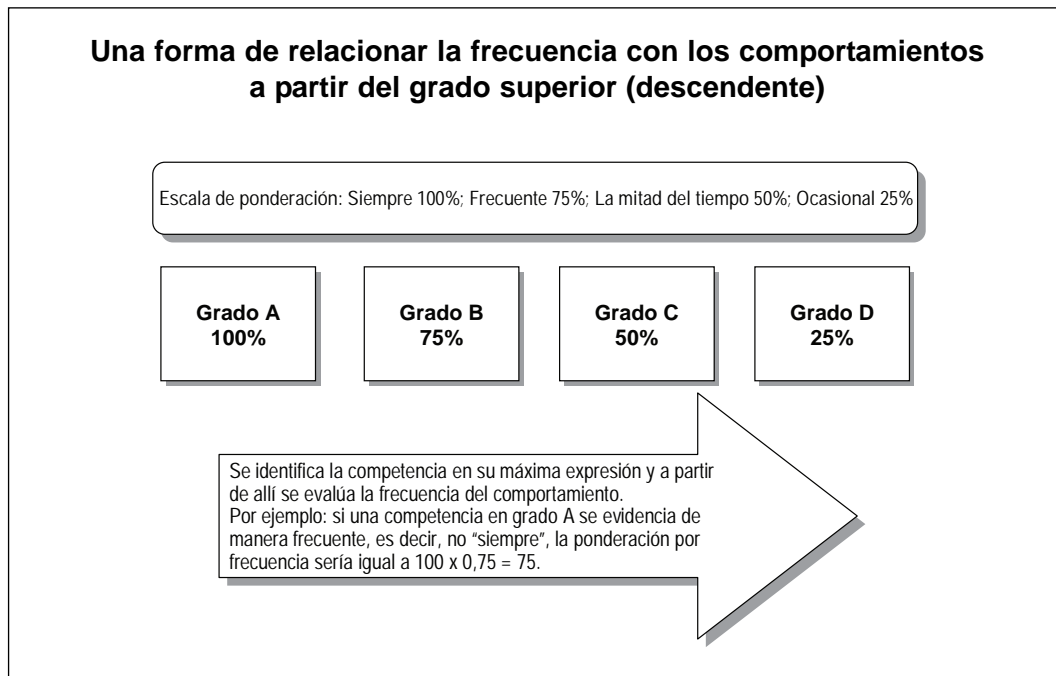 Una forma de relacionar la frecuencia con los comportamientos
a partir del grado superior (descendente)
Escala de ponderación: Siempre 100%; Frecuente 75%; La mitad del tiempo 50%; Ocasional 25%
Grado A
100%
Grado B
75%
Grado C
50%
Grado D
25%
Se identifica la competencia en su máxima expresión y a partir
de allí se evalúa la frecuencia del comportamiento.
Por ejemplo: si una competencia en grado A se evidencia de
manera frecuente, es decir, no “siempre”, la ponderación por
frecuencia sería igual a 100 x 0,75 = 75.